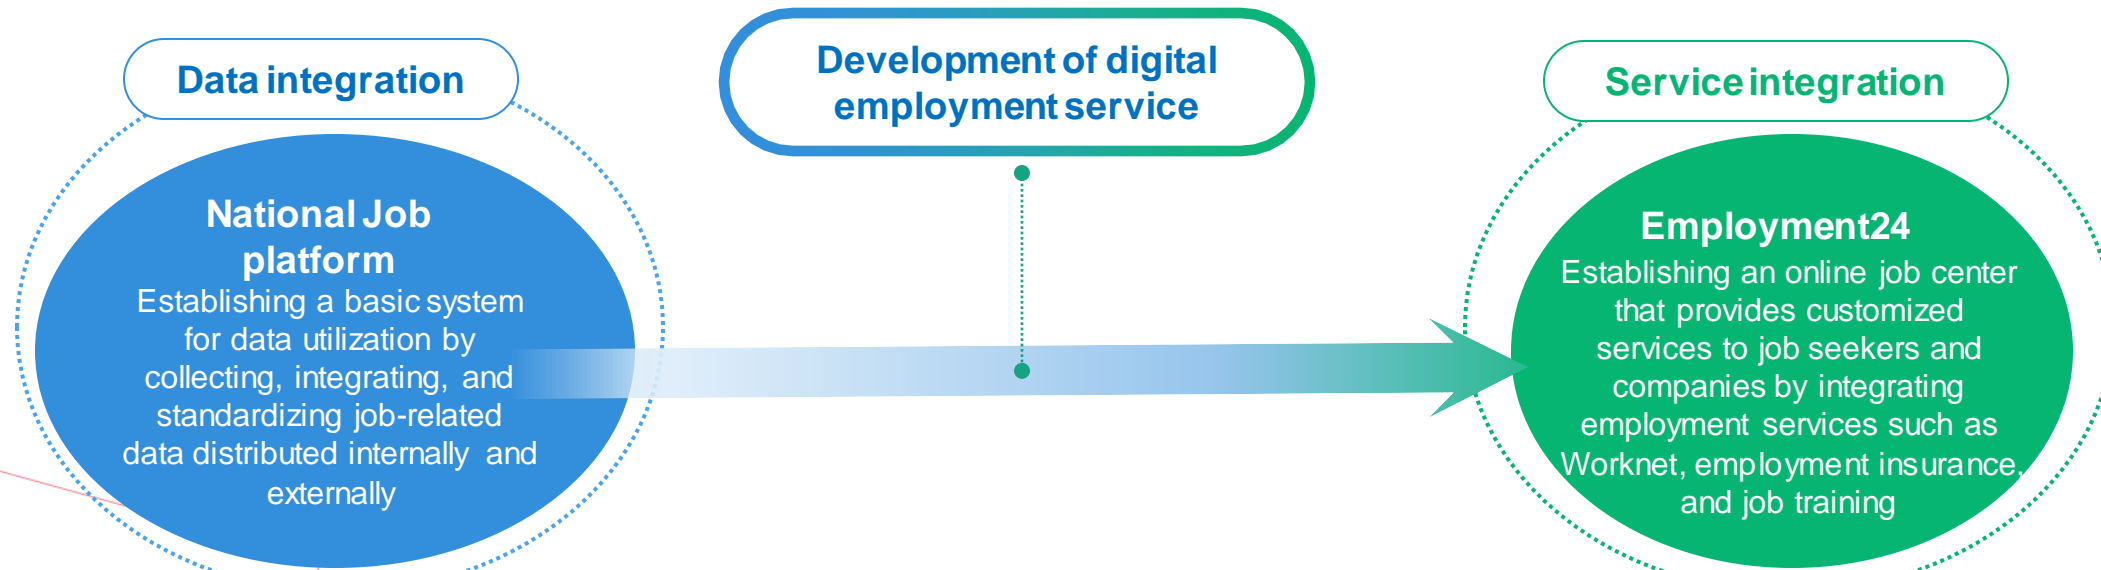 Data integration
National Job
platform
Establishing a basic system
for data utilization by
collecting, integrating, and
standardizing job-related
data distributed internally and
externally
Development of digital
employment service
Service integration
Employment24
Establishing an online job center
that provides customized
services to job seekers and
companies by integrating
employment services such as
Worknet, employment insurance,
and job training